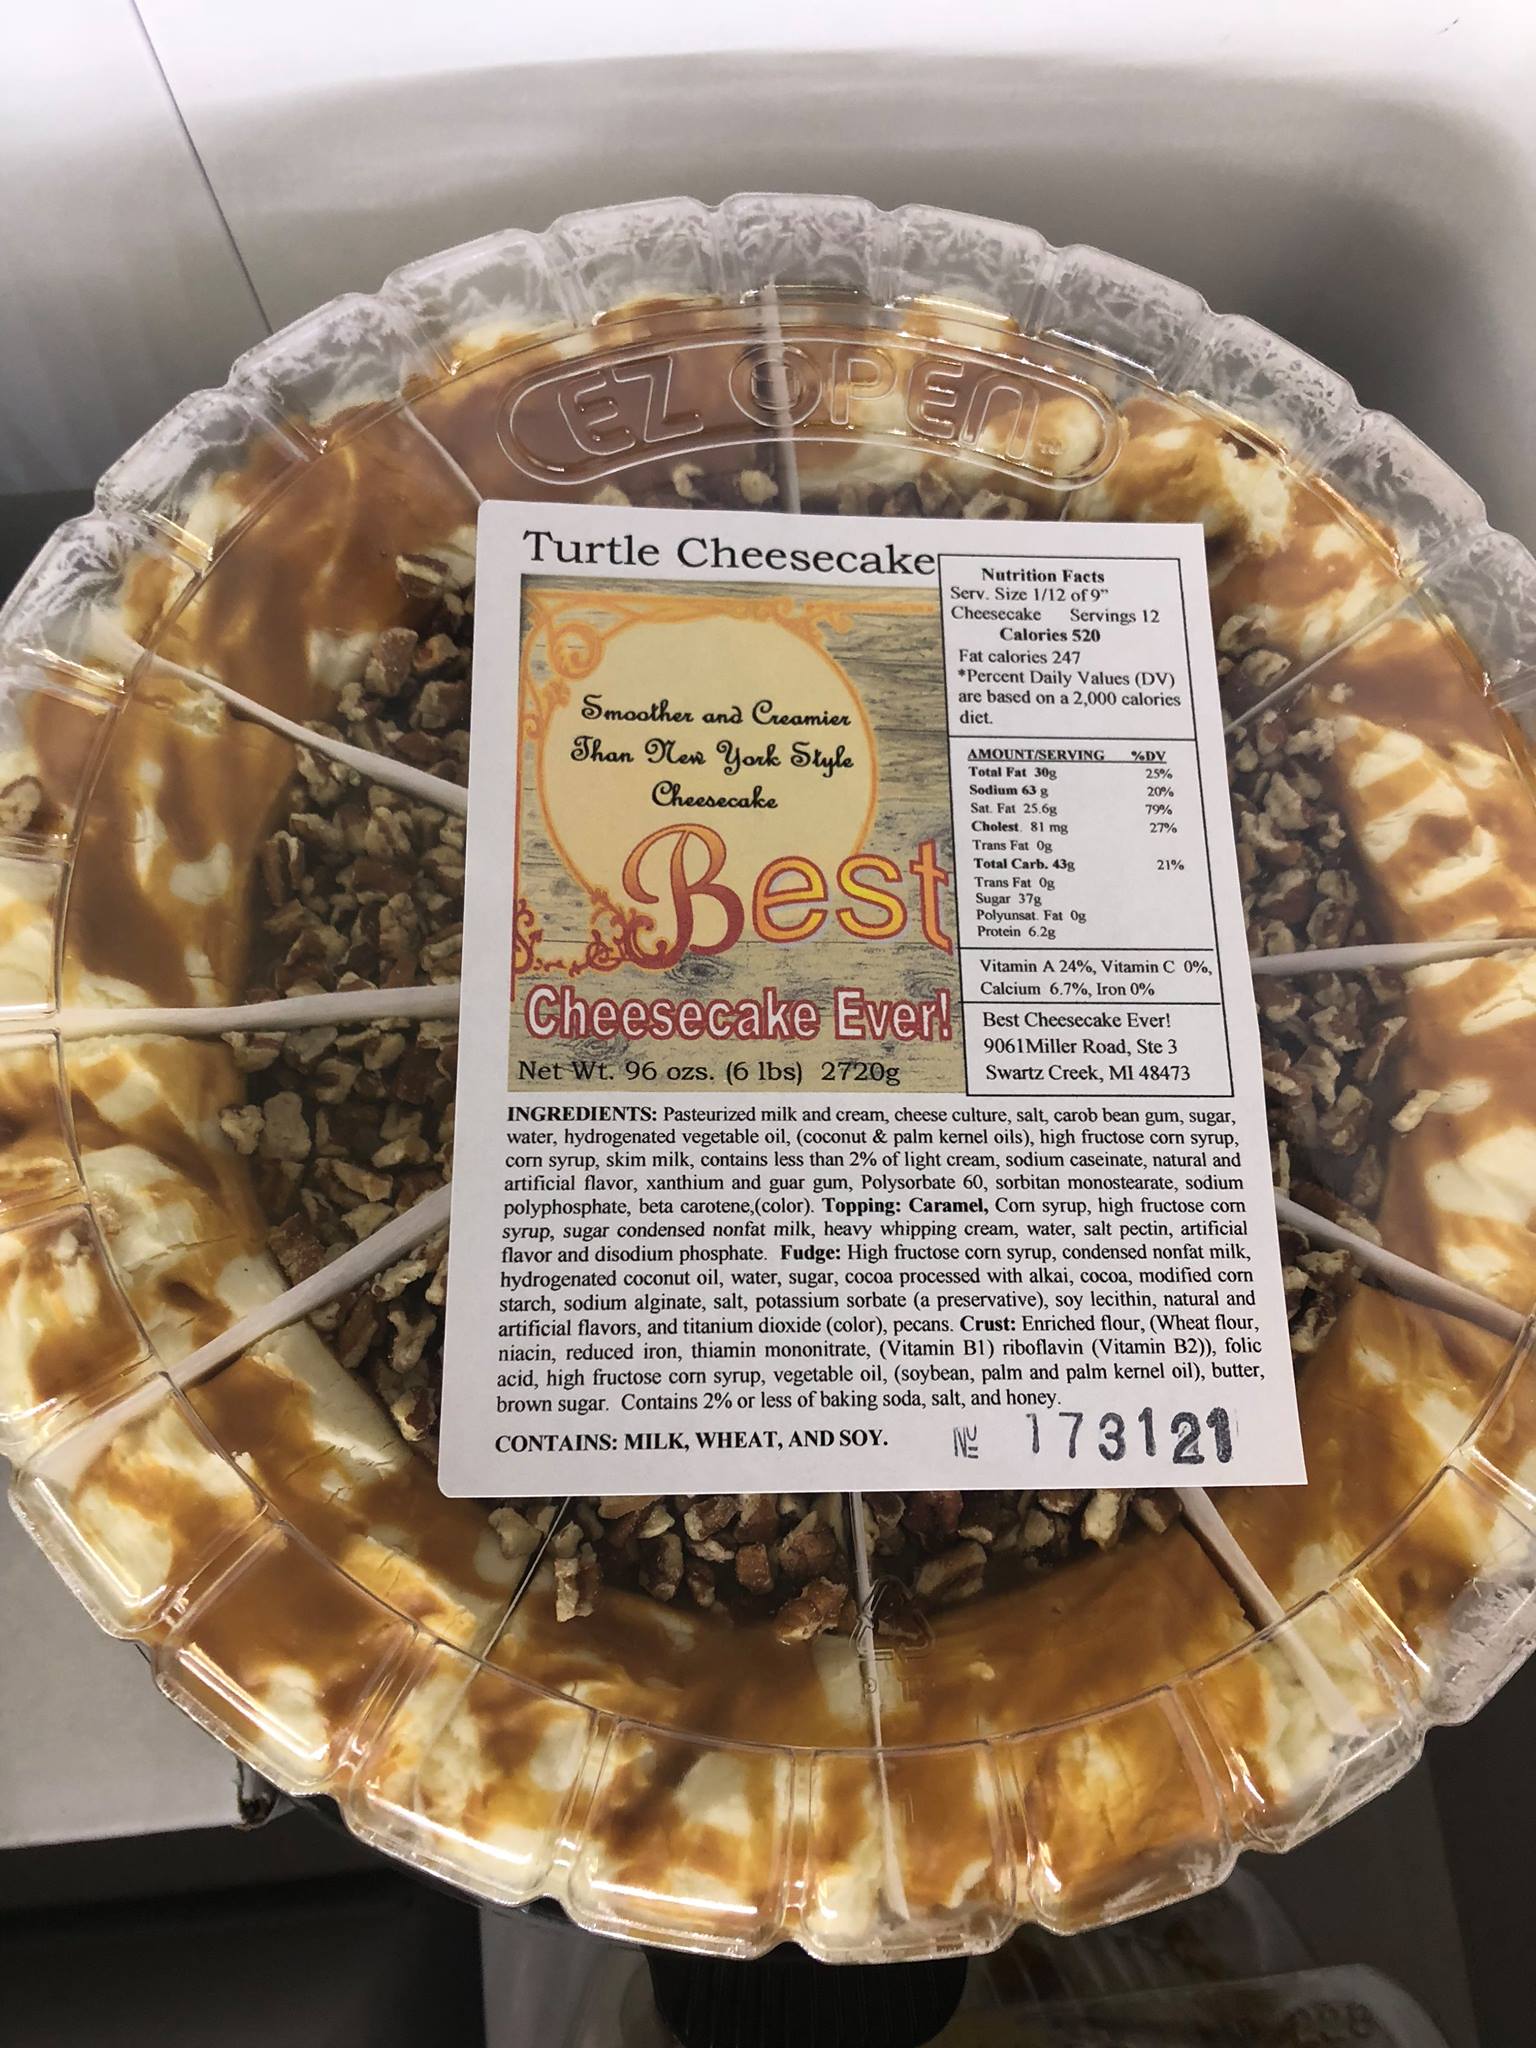 EZ OPEN
Turtle Cheesecake
Smoother and Creamier
Than New York Style
Cheesecake
Best
Cheesecake Ever!
Net Wt. 96 ozs. (6 lbs) 2720g
Nutrition Facts
Serv. Size 1/12 of 9"
Cheesecake Servings 12
Calories 520
Fat calories 247
*Percent Daily Values (DV)
are based on a 2,000 calories
diet.
AMOUNT/SERVING %DV
Total Fat 30g 25%
Sodium 63 g 20%
Sat. Fat 25.6g 79%
Cholest. 81 mg 27%
Trans Fat 0g
Total Carb. 43g 21%
Trans Fat 0g
Sugar 37g
Polyunsat. Fat 0g
Protein 6.2g
Vitamin A 24%, Vitamin C 0%,
Calcium 6.7%, Iron 0%
Best Cheesecake Ever!
9061Miller Road, Ste 3
Swartz Creek, MI 48473
INGREDIENTS: Pasteurized milk and cream, cheese culture, salt, carob bean gum, sugar,
water, hydrogenated vegetable oil, (coconut & palm kernel oils), high fructose corn syrup,
corn syrup, skim milk, contains less than 2% of light cream, sodium caseinate, natural and
artificial flavor, xanthium and guar gum, Polysorbate 60, sorbitan monostearate, sodium
polyphosphate, beta carotene,(color). Topping: Caramel, Corn syrup, high fructose corn
syrup, sugar condensed nonfat milk, heavy whipping cream, water, salt pectin, artificial
flavor and disodium phosphate. Fudge: High fructose corn syrup, condensed nonfat milk,
hydrogenated coconut oil, water, sugar, cocoa processed with alkai, cocoa, modified corn
starch, sodium alginate, salt, potassium sorbate (a preservative), soy lecithin, natural and
artificial flavors, and titanium dioxide (color), pecans. Crust: Enriched flour, (Wheat flour,
niacin, reduced iron, thiamin mononitrate, (Vitamin B1) riboflavin (Vitamin B2)), folic
acid, high fructose corn syrup, vegetable oil, (soybean, palm and palm kernel oil), butter,
brown sugar. Contains 2% or less of baking soda, salt, and honey.
CONTAINS: MILK, WHEAT, AND SOY.
№ 173121